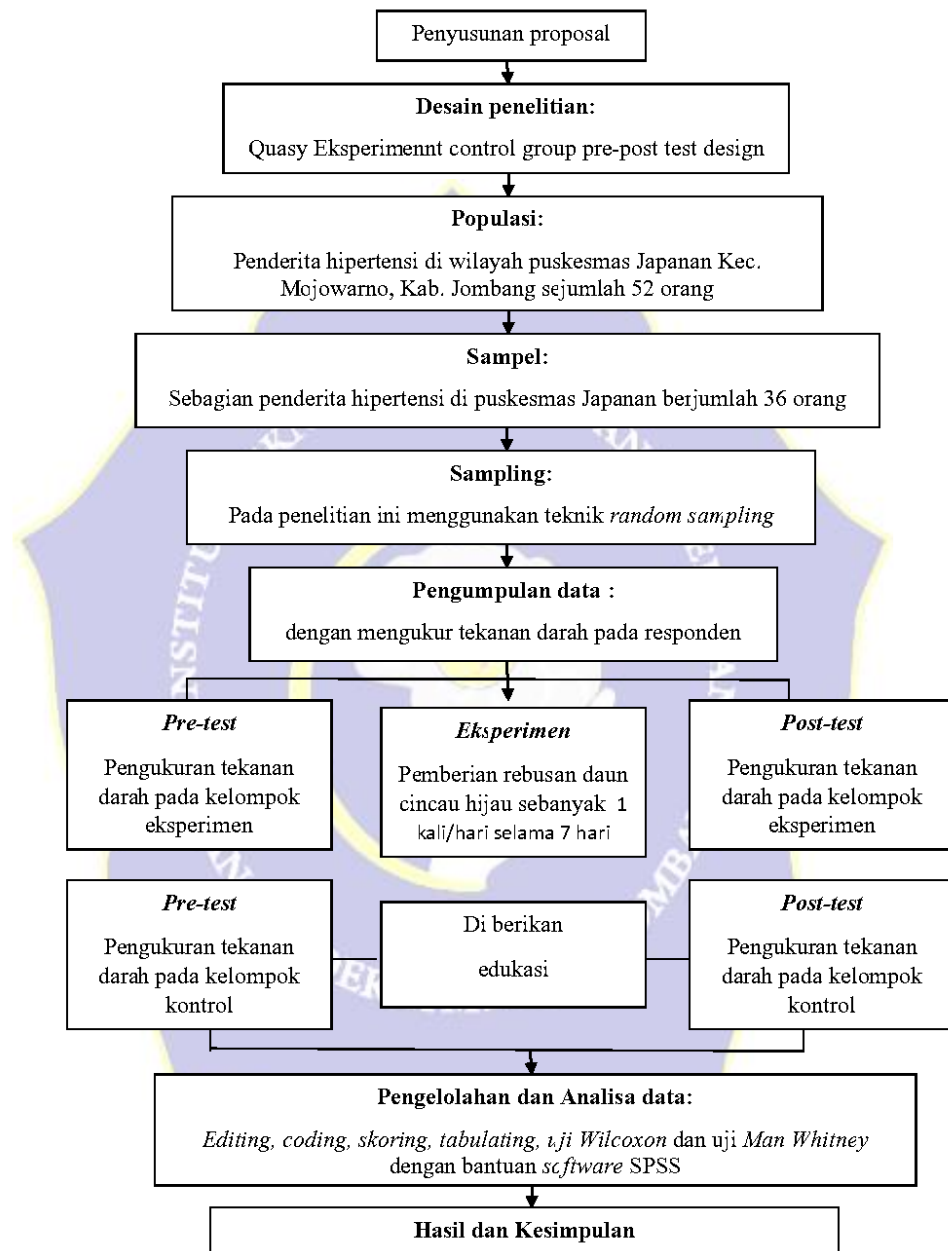 Penyusunan proposal
Desain penelitian:
Quasy Eksperimennt control group pre-post test design
Populasi:
Penderita hipertensi di wilayah puskesmas Japanan Kec.
Mojowarno, Kab. Jombang sejumlah 52 orang
Sampel:
Sebagian penderita hipertensi di puskesmas Japanan berjumlah 36 orang
Sampling:
Pada penelitian ini menggunakan teknik random sampling
Pengumpulan data :
dengan mengukur tekanan darah pada responden
Pre-test
Pengukuran tekanan
darah pada kelompok
eksperimen
Eksperimen
Pemberian rebusan daun
cincau hijau sebanyak 1
kali/hari selama 7 hari
Post-test
Pengukuran tekanan
darah pada kelompok
eksperimen
Pre-test
Pengukuran tekanan
darah pada kelompok
kontrol
Di berikan
edukasi
Post-test
Pengukuran tekanan
darah pada kelompok
kontrol
Pengelolahan dan Analisa data:
Editing, coding, skoring, tabulating, uji Wilcoxon dan uji Man Whitney
dengan bantuan software SPSS
Hasil dan Kesimpulan